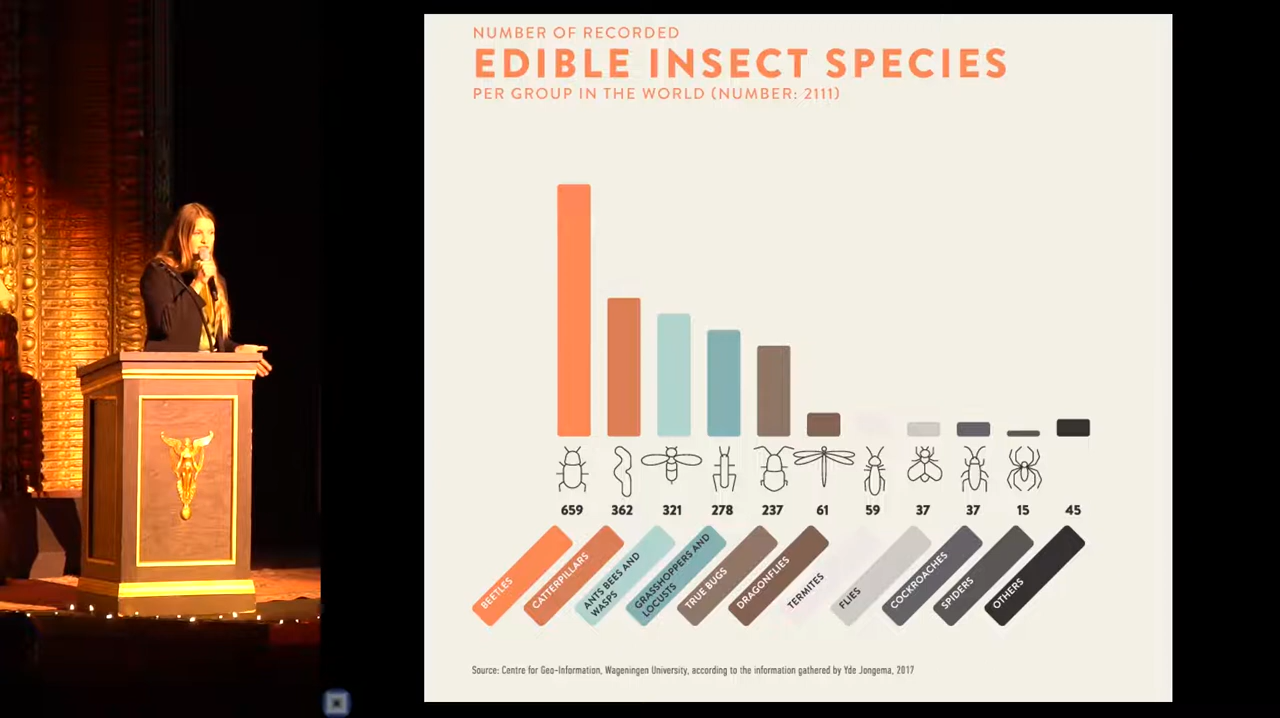 NUMBER OF RECORDED
EDIBLE INSECT SPECIES
PER GROUP IN THE WORLD (NUMBER: 2111)
659 362 321 278 237 61 59 37 37 15 45
BEETLES
CATTERPILLARS
ANTS BEES AND
WASPS
GRASSHOPPERS AND
LOCUSTS
TRUE BUGS
DRAGONFLIES
TERMITES
FLIES
COCKROACHES
SPIDERS
OTHERS
Source: Centre for Geo-Information, Wageningen University, according to the information gathered by Yde Jongema, 2017